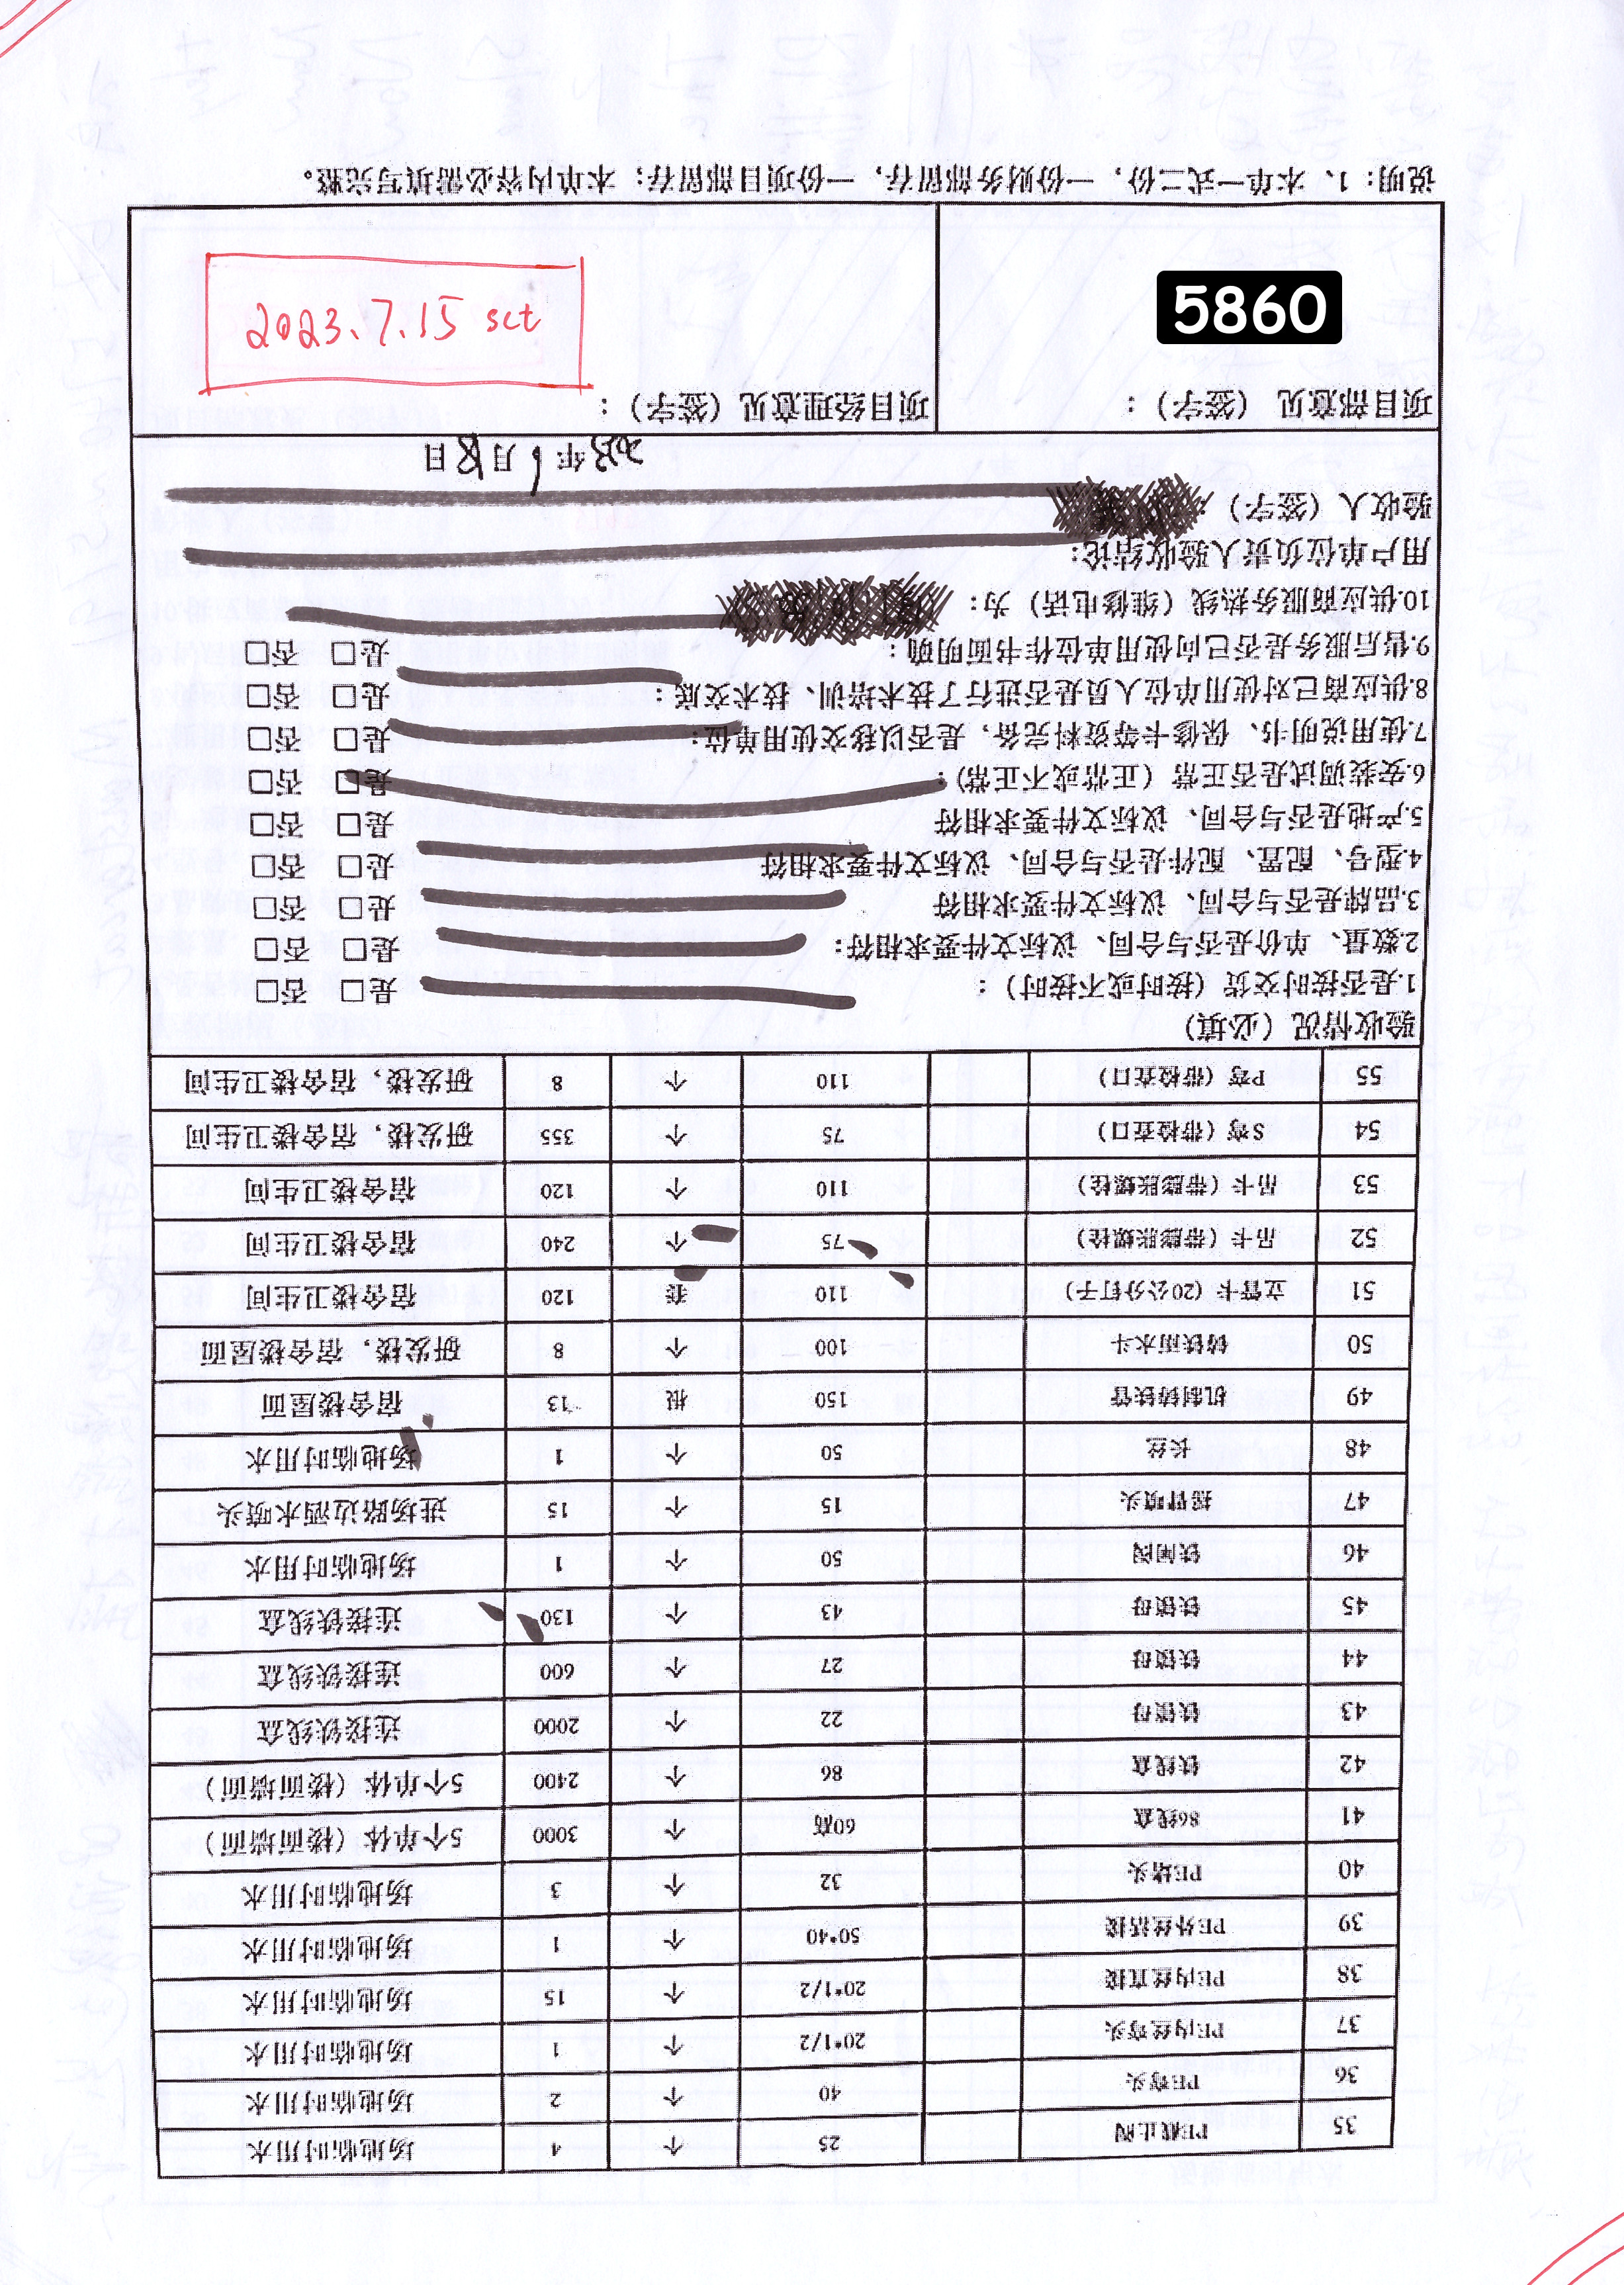 35 PE截止阀 25 个 4 场地临时用水
36 PE弯头 40 个 2 场地临时用水
37 PE内丝弯头 20*1/2 个 1 场地临时用水
38 PE内丝直接 20*1/2 个 15 场地临时用水
39 PE外丝活接 50*40 个 1 场地临时用水
40 PE堵头 32 个 3 场地临时用水
41 86线盒 60高 个 3000 5个单体（楼面墙面）
42 铁线盒 86 个 2400 5个单体（楼面墙面）
43 铁锁母 22 个 2000 连接铁线盒
44 铁锁母 27 个 600 连接铁线盒
45 铁锁母 43 个 130 连接铁线盒
46 铁闸阀 50 个 1 场地临时用水
47 摇臂喷头 15 个 15 进场路边洒水喷头
48 长丝 50 个 1 场地临时用水
49 机制铸铁管 150 根 13 宿舍楼屋面
50 铸铁雨水斗 100 个 8 研发楼，宿舍楼屋面
51 立管卡（20公分钉子） 110 套 120 宿舍楼卫生间
52 吊卡（带膨胀螺栓） 75 个 240 宿舍楼卫生间
53 吊卡（带膨胀螺栓） 110 个 120 宿舍楼卫生间
54 S弯（带检查口） 75 个 355 研发楼，宿舍楼卫生间
55 P弯（带检查口） 110 个 8 研发楼，宿舍楼卫生间
验收情况（必填）
1.是否按时交货（按时或不按时）： 是□ 否□
2.数量、单价是否与合同、议标文件要求相符： 是□ 否□
3.品牌是否与合同、议标文件要求相符 是□ 否□
4.型号、配置、配件是否与合同、议标文件要求相符 是□ 否□
5.产地是否与合同、议标文件要求相符 是□ 否□
6.安装调试是否正常（正常或不正常）： 是□ 否□
7.使用说明书、保修卡等资料完备，是否以移交使用单位： 是□ 否□
8.供应商已对使用单位人员是否进行了技术培训、技术交底： 是□ 否□
9.售后服务是否已向使用单位作书面明确： 是□ 否□
10.供应商服务热线（维修电话）为：
用户单位负责人验收结论：
验收人（签字）：
2023年1月 日
项目部意见（签字）： 项目经理意见（签字）：
5860
2023.7.15 sct
说明：1、本单一式二份，一份财务部留存，一份项目部留存；本单内容必需填写完整。